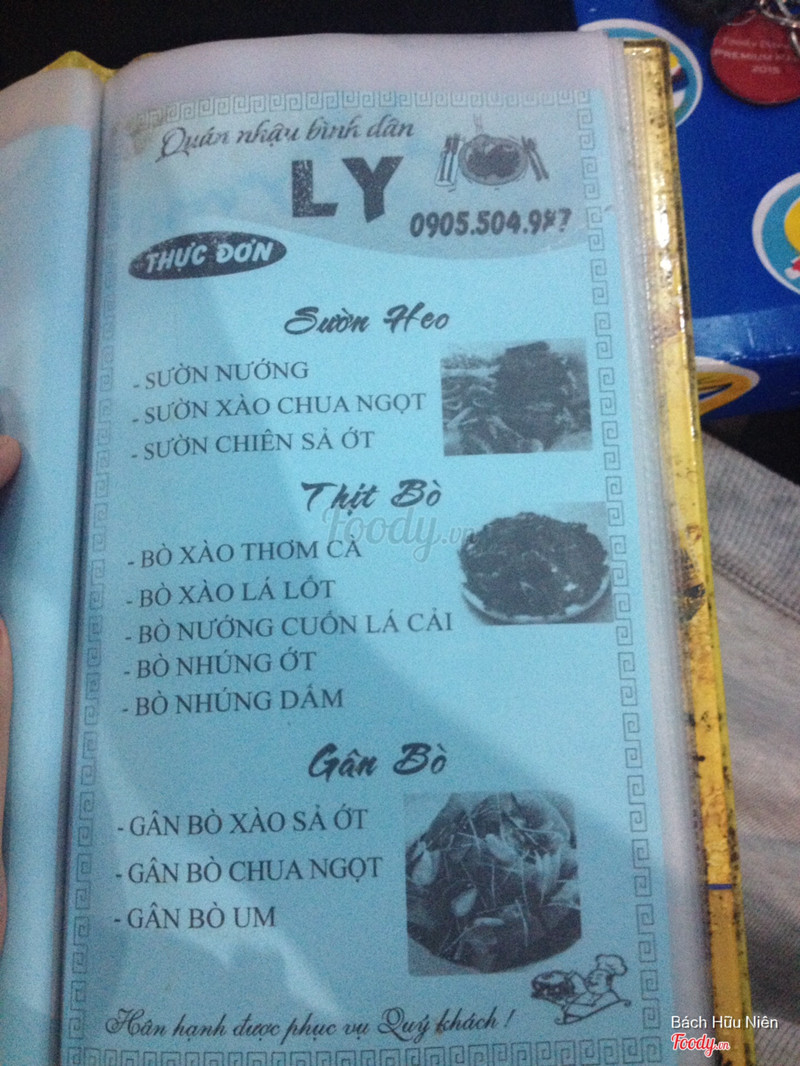 Foody
PREMIUM
2015
Quán nhậu bình dân
LY
THỰC ĐƠN
Sườn Heo
- SƯỜN NƯỚNG
- SƯỜN XÀO CHUA NGỌT
- SƯỜN CHIÊN SẢ ỚT
Thịt Bò
Foody.vn
- BÒ XÀO THƠM CÀ
- BÒ XÀO LÁ LỐT
- BÒ NƯỚNG CUỐN LÁ CẢI
- BÒ NHÚNG ỚT
- BÒ NHÚNG DẤM
Gân Bò
- GÂN BÒ XÀO SẢ ỚT
- GÂN BÒ CHUA NGỌT
- GÂN BÒ UM
Hân hạnh được phục vụ Quý khách !
Bách Hữu Niên
Foody.vn